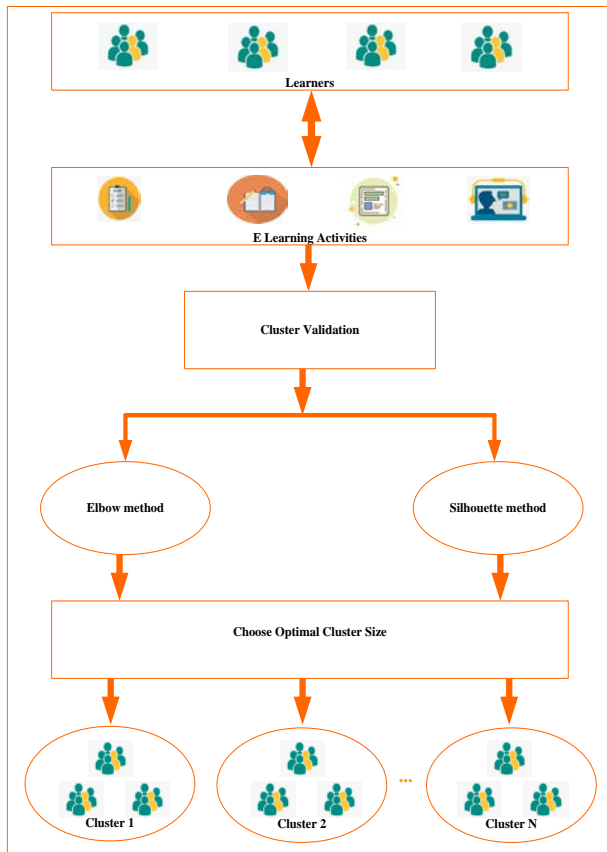 Learners
E Learning Activities
Cluster Validation
Elbow method
Silhouette method
Choose Optimal Cluster Size
...
Cluster 1
Cluster 2
Cluster N